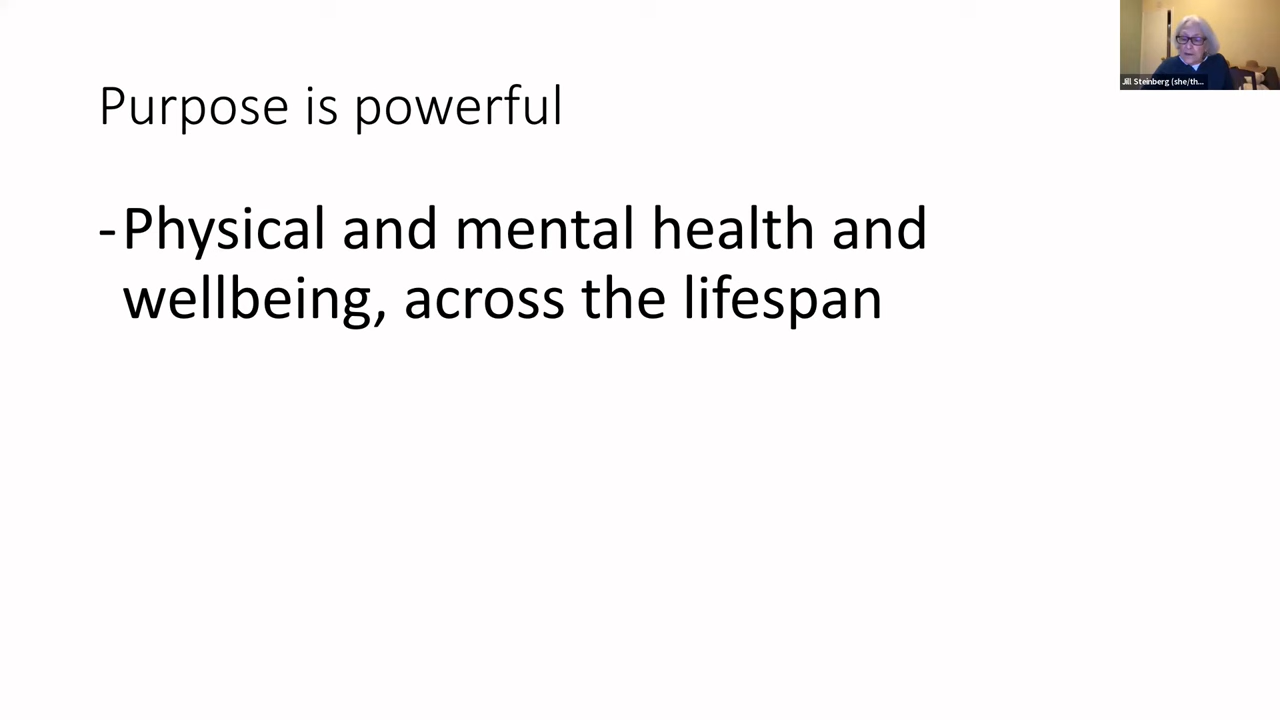 Purpose is powerful
-Physical and mental health and
wellbeing, across the lifespan
Jill Steinberg (she/th...